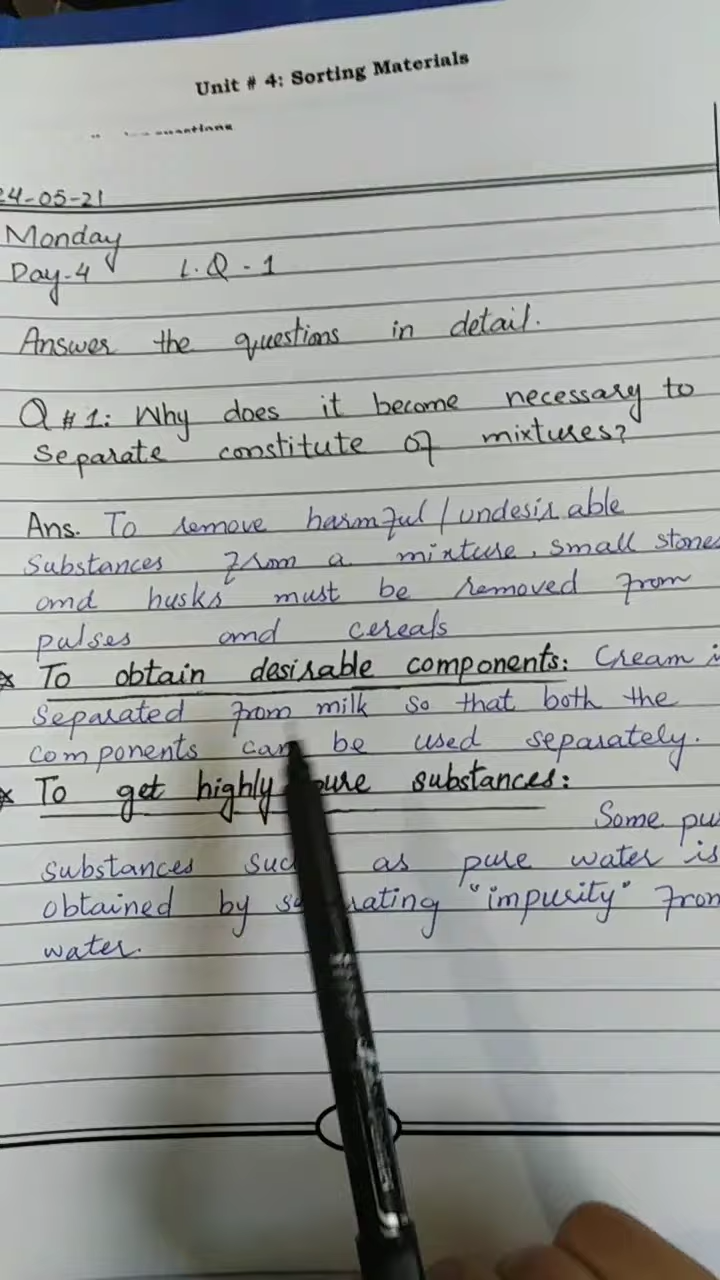 Unit # 4: Sorting Materials
24-05-21
Monday
Day-4 L.Q-1
Answer the questions in detail.
Q #1: Why does it become necessary to
Separate constitute of mixtures?
Ans. To remove harmful/undesirable
Substances from a mixture. small stones
and husks must be removed from
pulses and cereals
To obtain desirable components: Cream is
Separated from milk so that both the
components can be used separately.
To get highly pure substances:
Some
substances such as pure water is
obtained by separating "impurity" from
water.